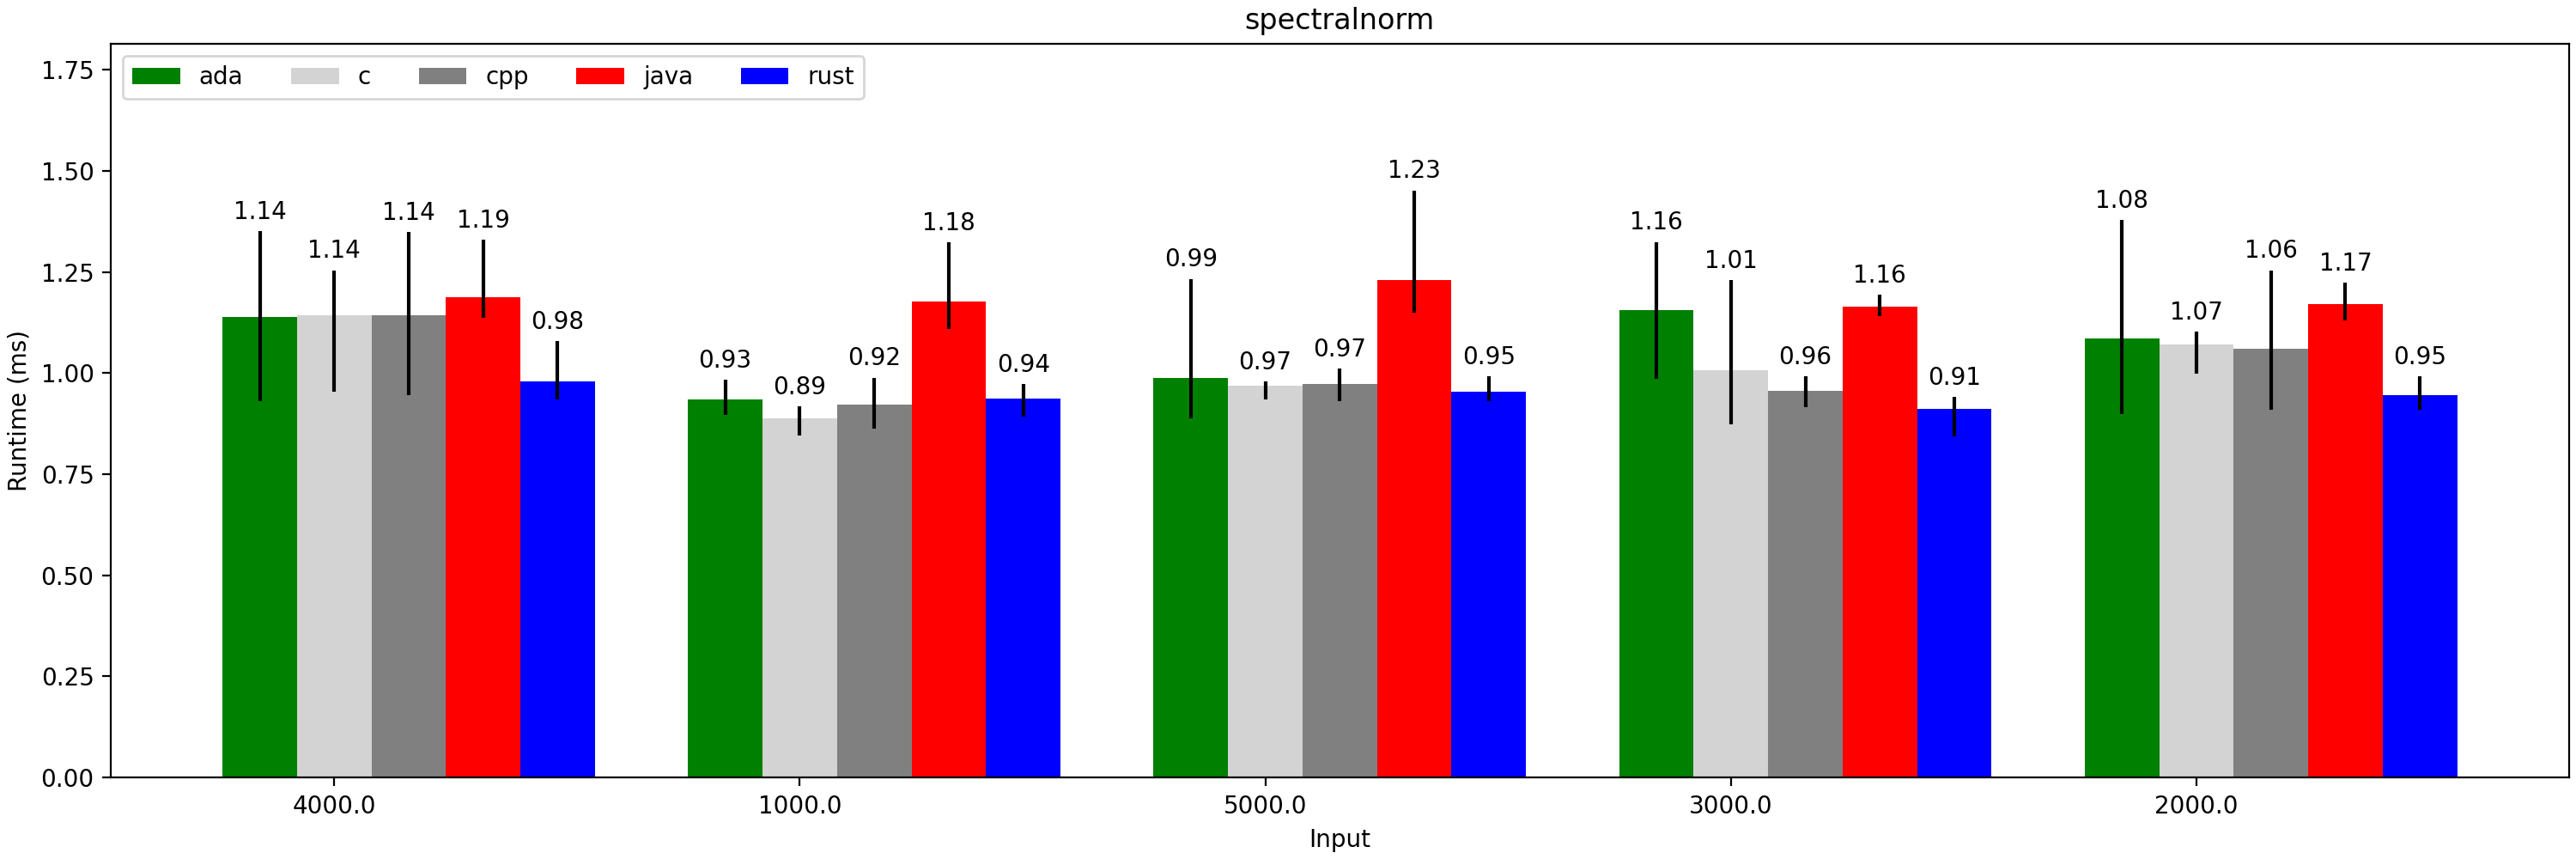 spectralnorm
ada c cpp java rust
Runtime (ms)
1.75
1.50
1.25
1.00
0.75
0.50
0.25
0.00
1.14 1.14 1.14 1.19 0.98
0.93 0.89 0.92 1.18 0.94
0.99 0.97 0.97 1.23 0.95
1.16 1.01 0.96 1.16 0.91
1.08 1.07 1.06 1.17 0.95
4000.0 1000.0 5000.0 3000.0 2000.0
Input